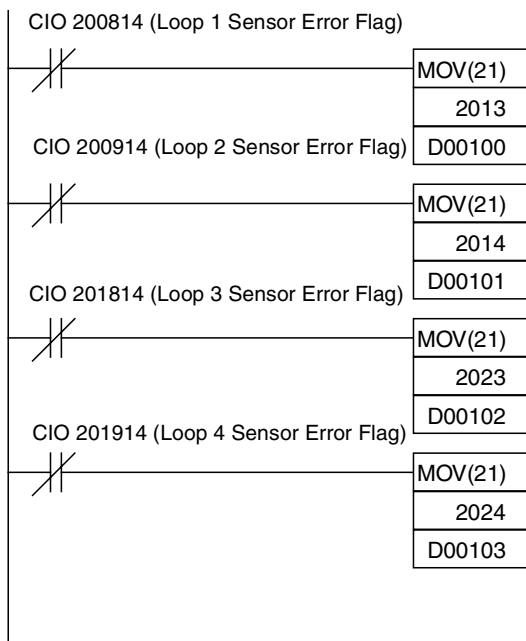 CIO 200814 (Loop 1 Sensor Error Flag)
MOV(21)
2013
D00100
CIO 200914 (Loop 2 Sensor Error Flag)
MOV(21)
2014
D00101
CIO 201814 (Loop 3 Sensor Error Flag)
MOV(21)
2023
D00102
CIO 201914 (Loop 4 Sensor Error Flag)
MOV(21)
2024
D00103